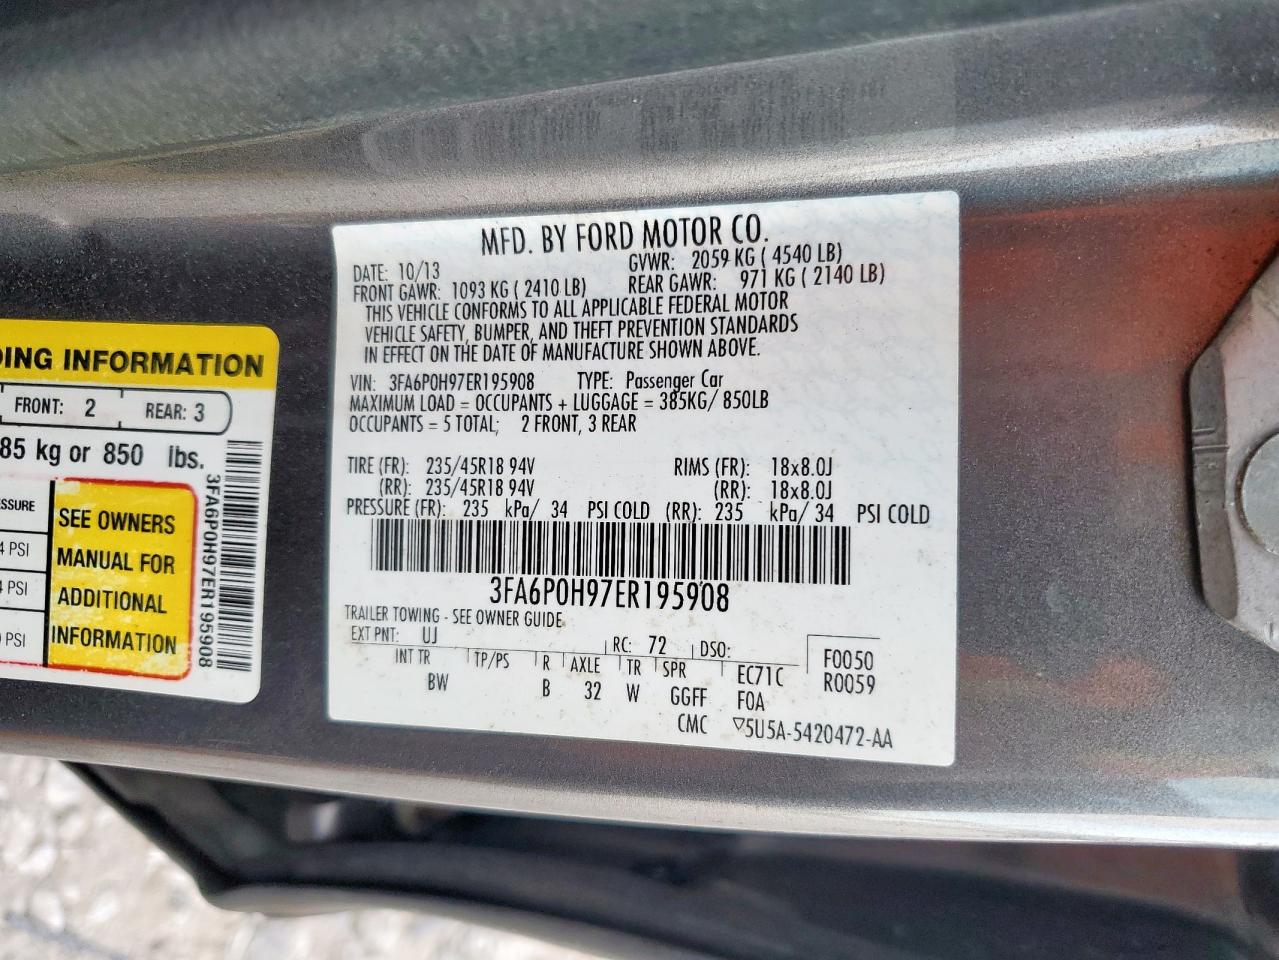 DING INFORMATION
FRONT: 2 REAR: 3
85 kg or 850 lbs.
SSURE
4 PSI
4 PSI
0 PSI
SEE OWNERS
MANUAL FOR
ADDITIONAL
INFORMATION
3FA6P0H97ER195908
MFD. BY FORD MOTOR CO.
DATE: 10/13 GVWR: 2059 KG ( 4540 LB)
FRONT GAWR: 1093 KG ( 2410 LB) REAR GAWR: 971 KG ( 2140 LB)
THIS VEHICLE CONFORMS TO ALL APPLICABLE FEDERAL MOTOR
VEHICLE SAFETY, BUMPER, AND THEFT PREVENTION STANDARDS
IN EFFECT ON THE DATE OF MANUFACTURE SHOWN ABOVE.
VIN: 3FA6P0H97ER195908 TYPE: Passenger Car
MAXIMUM LOAD = OCCUPANTS + LUGGAGE = 385KG/ 850LB
OCCUPANTS = 5 TOTAL; 2 FRONT, 3 REAR
TIRE (FR): 235/45R18 94V RIMS (FR): 18x8.0J
(RR): 235/45R18 94V (RR): 18x8.0J
PRESSURE (FR): 235 kPa/ 34 PSI COLD (RR): 235 kPa/ 34 PSI COLD
3FA6P0H97ER195908
TRAILER TOWING - SEE OWNER GUIDE.
EXT PNT: UJ RC: 72 DSO: F0050
INT TR TP/PS R AXLE TR SPR EC71C R0059
BW B 32 W GGFF F0A
CMC ▽5U5A-5420472-AA